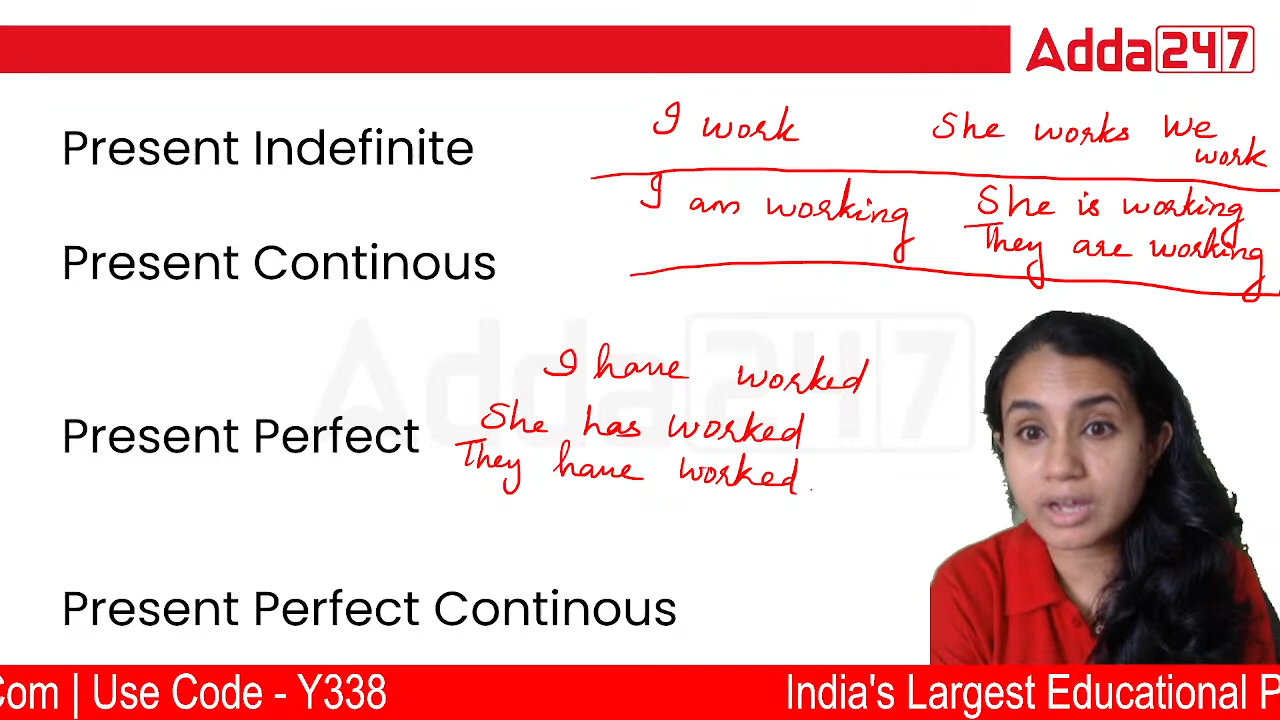 Adda247
Present Indefinite
I work She works We
work
I am working She is working
They are working
Present Continous
I have worked
Present Perfect
She has worked
They have worked
Adda247
Present Perfect Continous
Com | Use Code - Y338
India's Largest Educational P